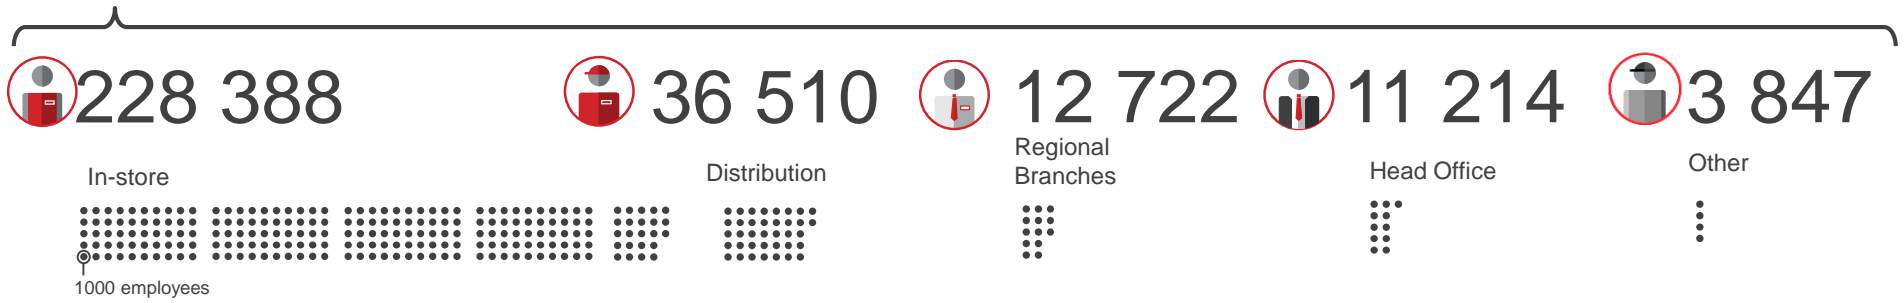 228 388
36 510
12 722
11 214
3 847
In-store
Distribution
Regional
Branches
Head Office
Other
1000 employees